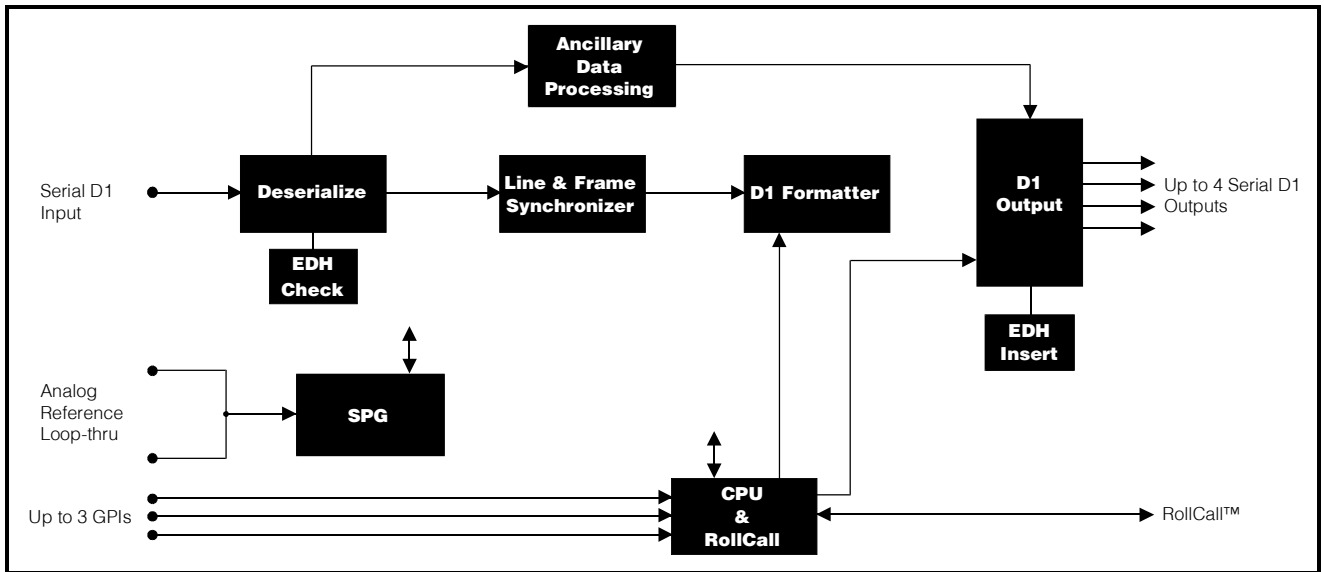 Ancillary
Data
Processing
Serial D1
Input
Deserialize
Line & Frame
Synchronizer
D1 Formatter
D1
Output
Up to 4 Serial D1
Outputs
EDH
Check
EDH
Insert
Analog
Reference
Loop-thru
SPG
Up to 3 GPIs
CPU
&
RollCall
RollCall™